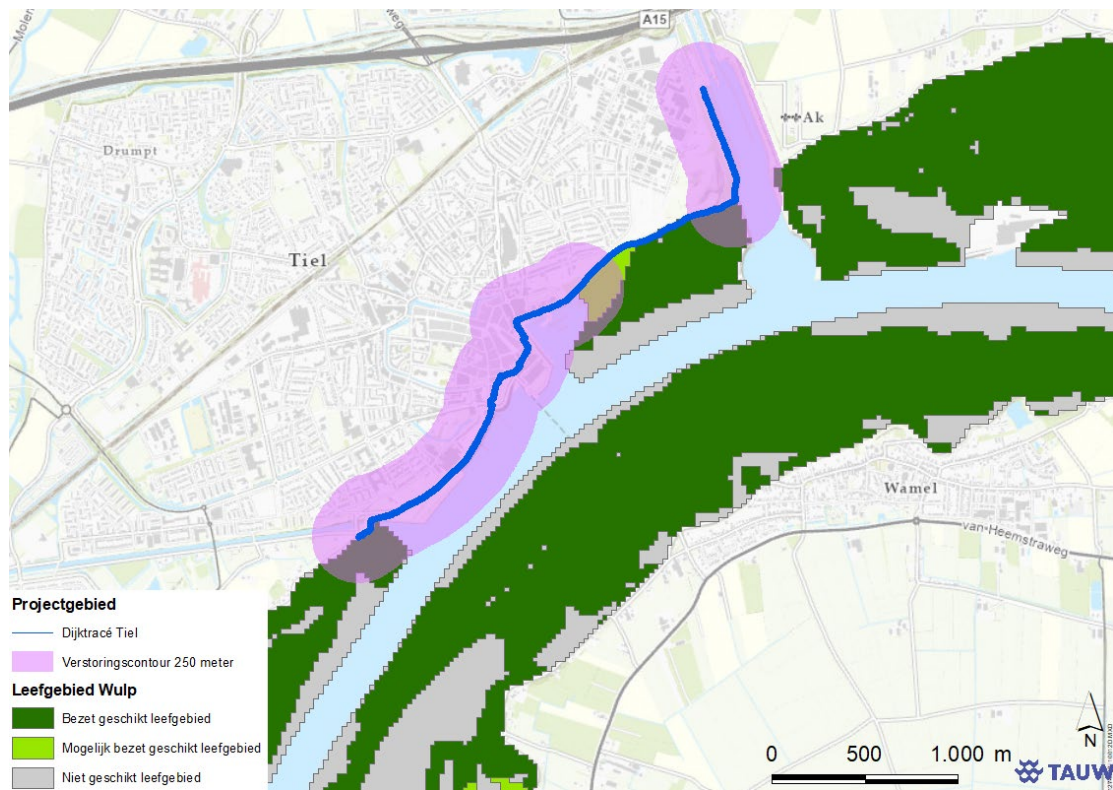 A15
Drumpt
Ak
Tiel
Wamel
van-Heemstraweg
Projectgebied
Dijktracé Tiel
Verstoringscontour 250 meter
Leefgebied Wulp
Bezet geschikt leefgebied
Mogelijk bezet geschikt leefgebied
Niet geschikt leefgebied
0 500 1.000 m
N
TAUW